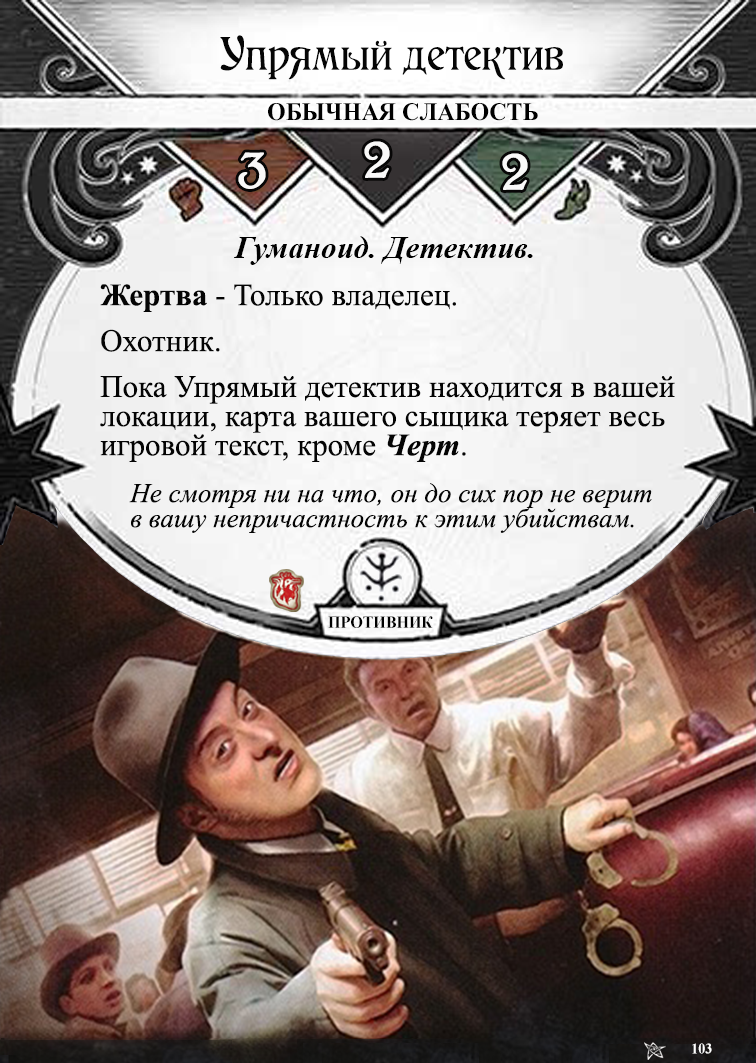 Упрямый детектив
ОБЫЧНАЯ СЛАБОСТЬ
3 2 2
Гуманоид. Детектив.
Жертва - Только владелец.
Охотник.
Пока Упрямый детектив находится в вашей
локации, карта вашего сыщика теряет весь
игровой текст, кроме Черт.
Не смотря ни на что, он до сих пор не верит
в вашу непричастность к этим убийствам.
ПРОТИВНИК
103